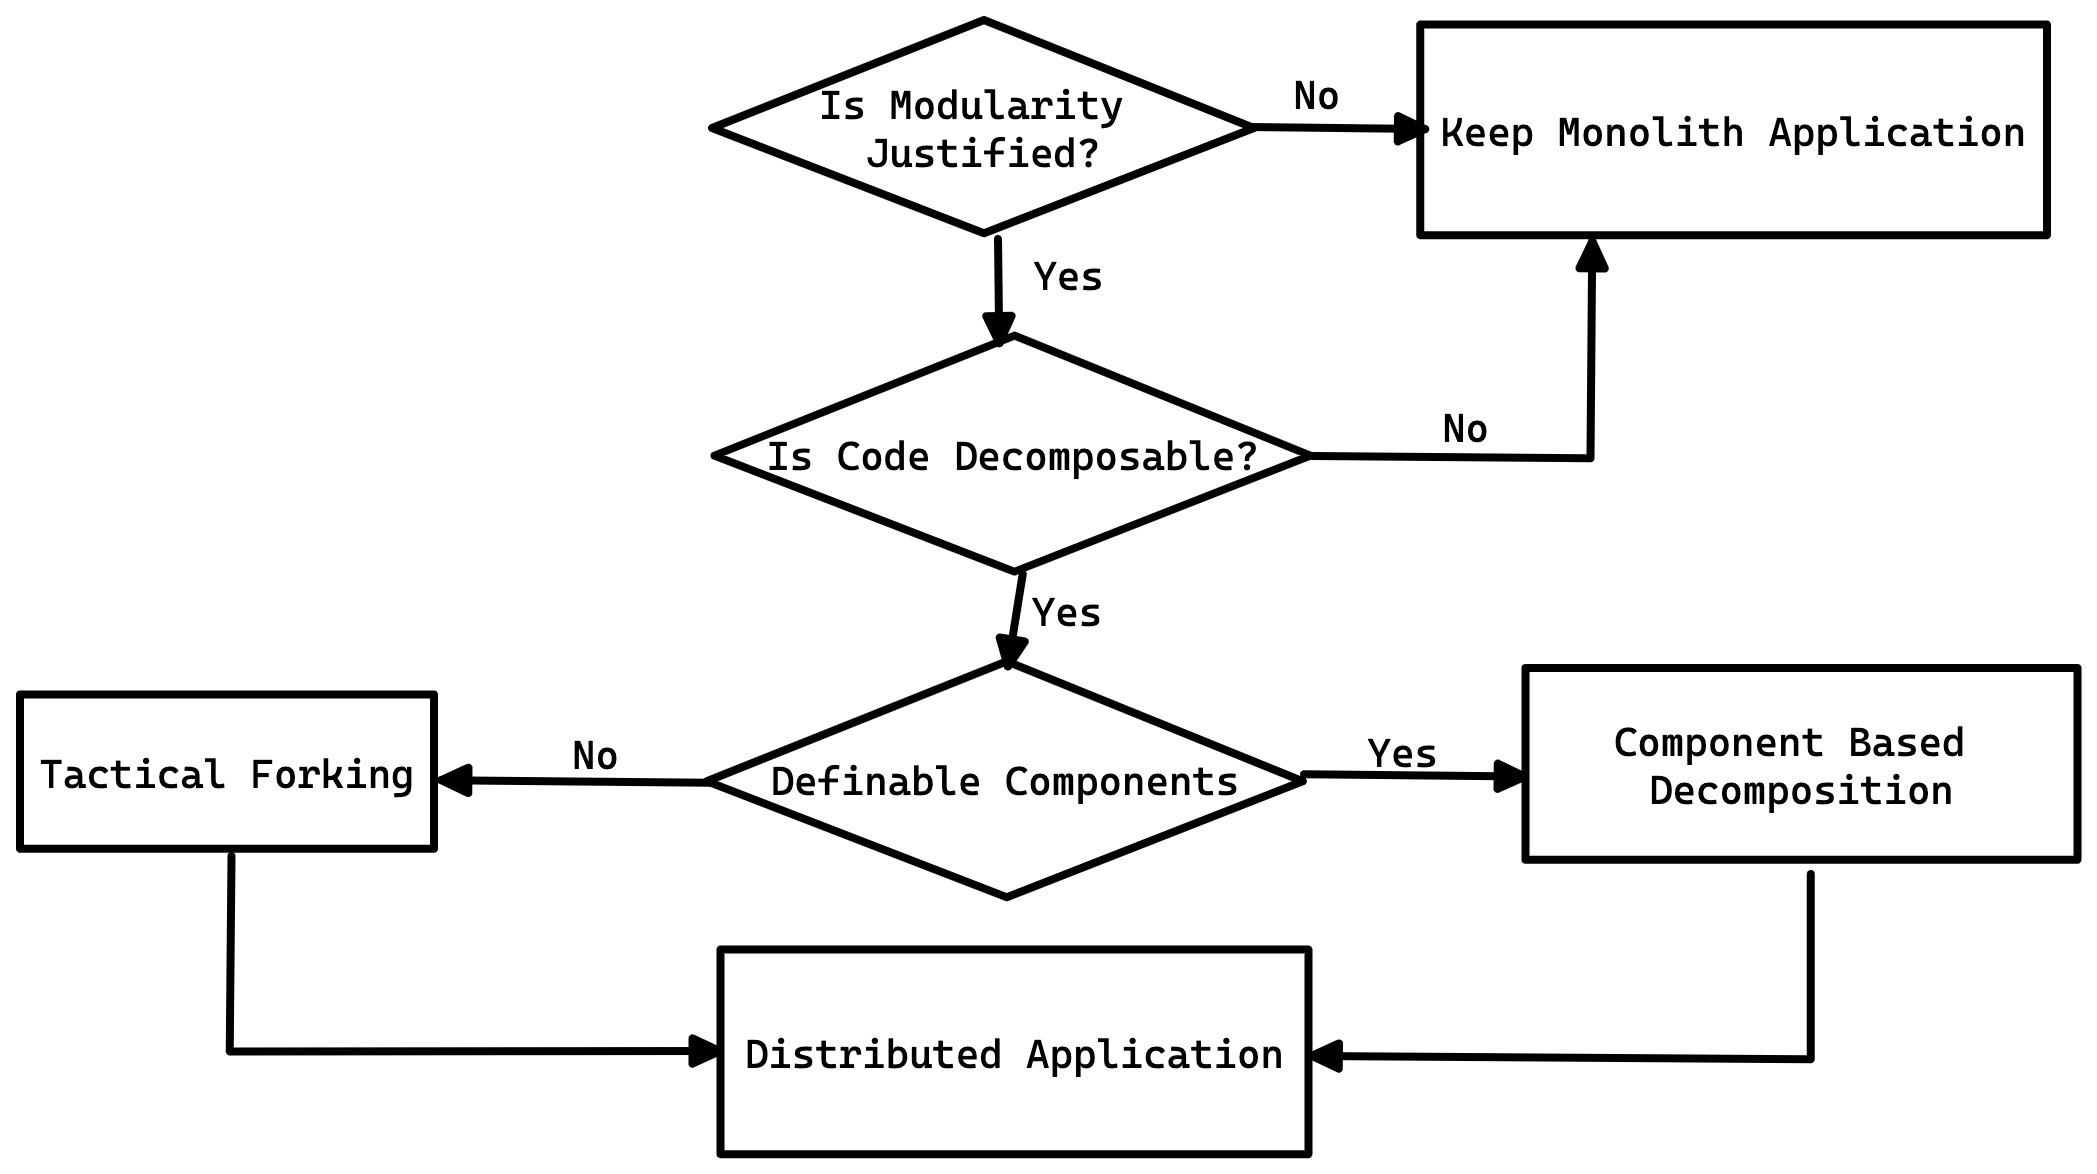 Is Modularity
Justified?
No
Keep Monolith Application
Yes
Is Code Decomposable?
No
Yes
Tactical Forking
No
Definable Components
Yes
Component Based
Decomposition
Distributed Application